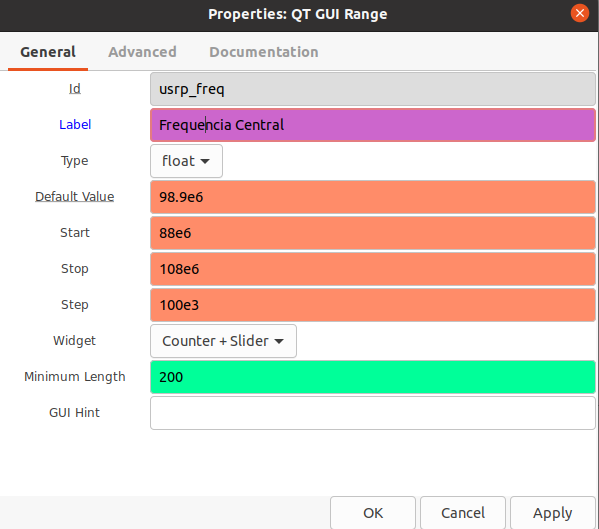 Properties: QT GUI Range
General Advanced Documentation
Id usrp_freq
Label Frequencia Central
Type float
Default Value 98.9e6
Start 88e6
Stop 108e6
Step 100e3
Widget Counter + Slider
Minimum Length 200
GUI Hint
OK Cancel Apply